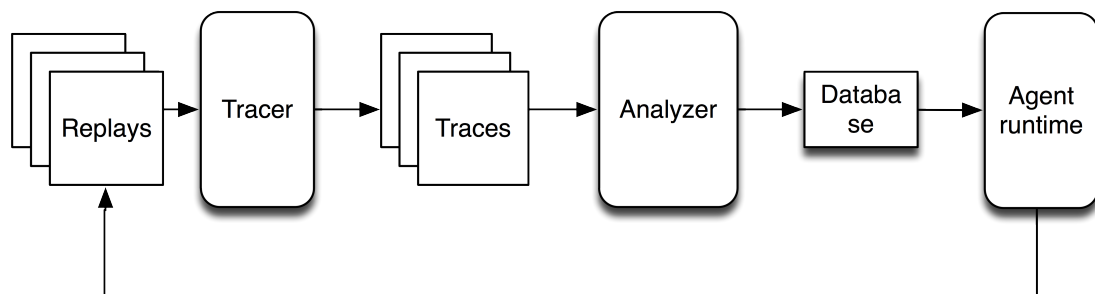 Replays
Tracer
Traces
Analyzer
Databa
se
Agent
runtime